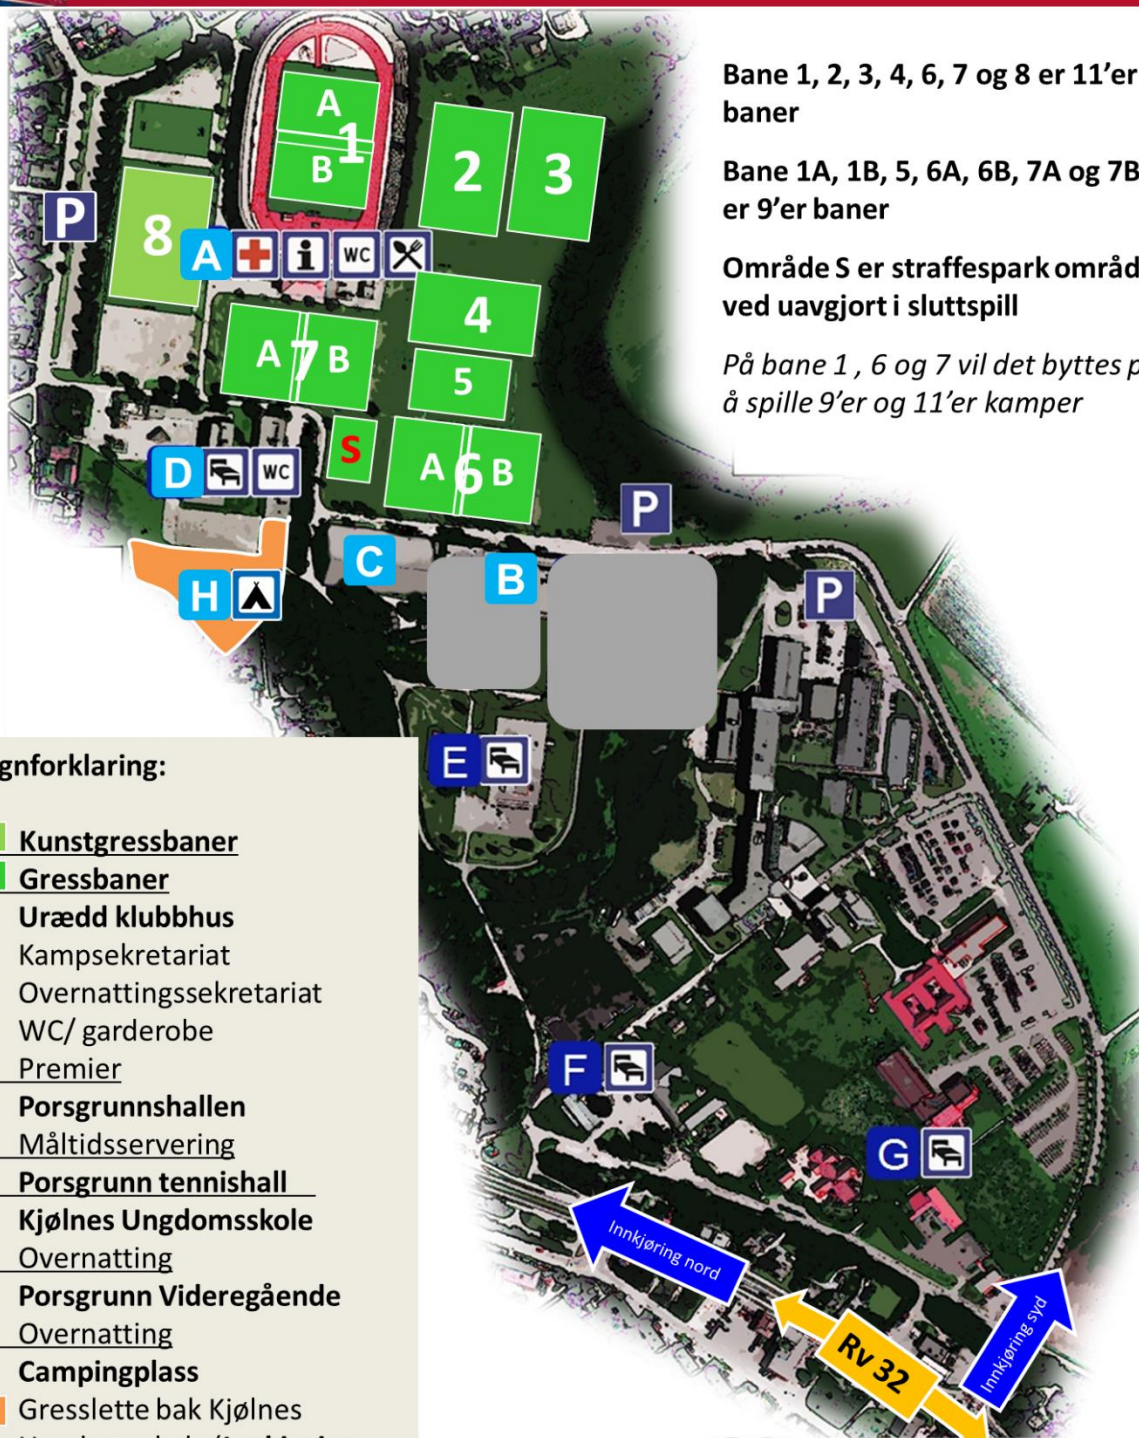 Bane 1, 2, 3, 4, 6, 7 og 8 er 11’er
baner
Bane 1A, 1B, 5, 6A, 6B, 7A og 7B
er 9’er baner
Område S er straffespark områd
ved uavgjort i sluttspill
På bane 1 , 6 og 7 vil det byttes p
å spille 9’er og 11’er kamper
A
1
B
2
3
P
8
A
i
WC
4
A 7 B
5
S
A 6 B
D
WC
P
C
B
H
P
E
F
G
Innkjøring nord
Rv 32
Innkjøring syd
gnforklaring:
Kunstgressbaner
Gressbaner
Urædd klubbhus
Kampsekretariat
Overnattingssekretariat
WC/ garderobe
Premier
Porsgrunnshallen
Måltidsservering
Porsgrunn tennishall
Kjølnes Ungdomsskole
Overnatting
Porsgrunn Videregående
Overnatting
Campingplass
Gresslette bak Kjølnes